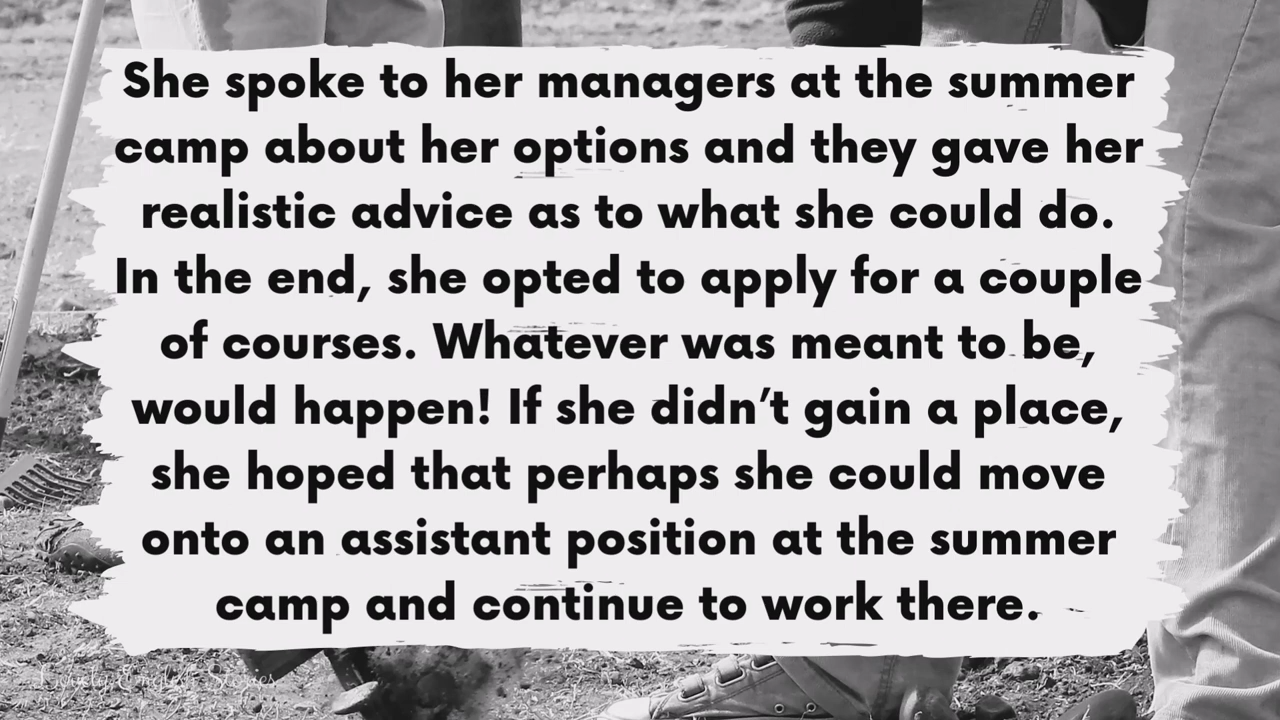 She spoke to her managers at the summer
camp about her options and they gave her
realistic advice as to what she could do.
In the end, she opted to apply for a couple
of courses. Whatever was meant to be,
would happen! If she didn’t gain a place,
she hoped that perhaps she could move
onto an assistant position at the summer
camp and continue to work there.
Lovely English Stories